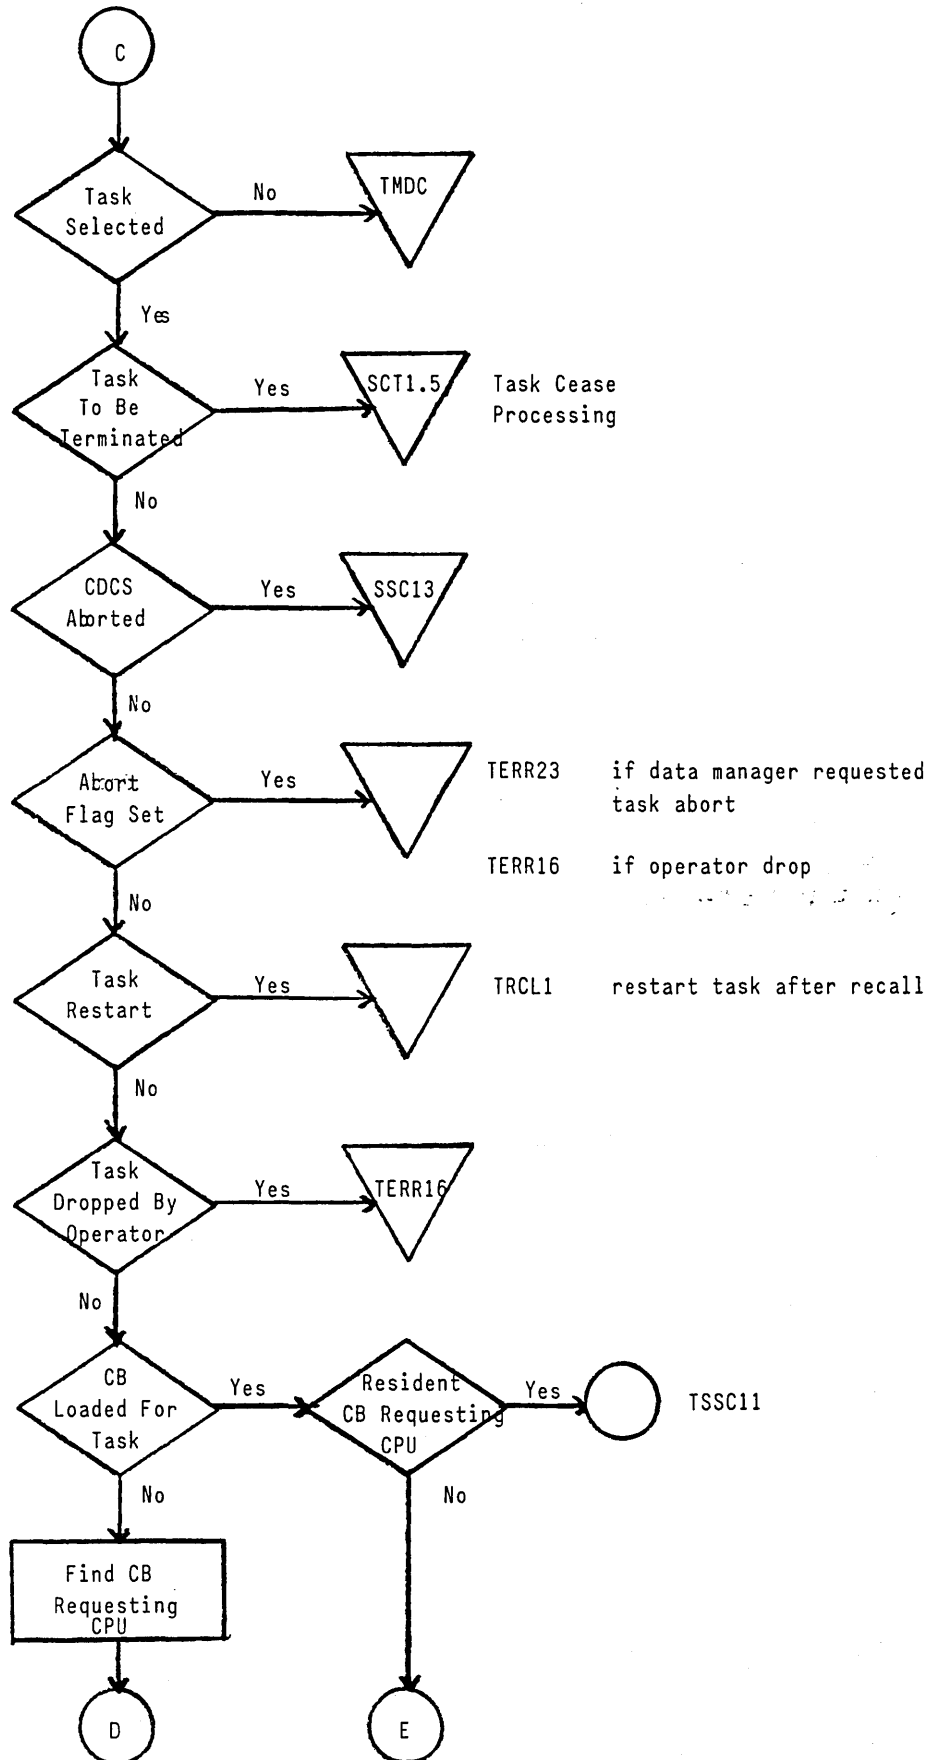 C
Task
Selected
No
TMDC
Yes
Task
To Be
Terminated
Yes
SCT1.5
Task Cease
Processing
No
CDCS
Aborted
Yes
SSC13
No
Abort
Flag Set
Yes
TERR23 if data manager requested
task abort
TERR16 if operator drop
No
Task
Restart
Yes
TRCL1 restart task after recall
No
Task
Dropped By
Operator
Yes
TERR16
No
CB
Loaded For
Task
Yes
Resident
CB Requesting
CPU
Yes
TSSC11
No
No
Find CB
Requesting
CPU
D
E